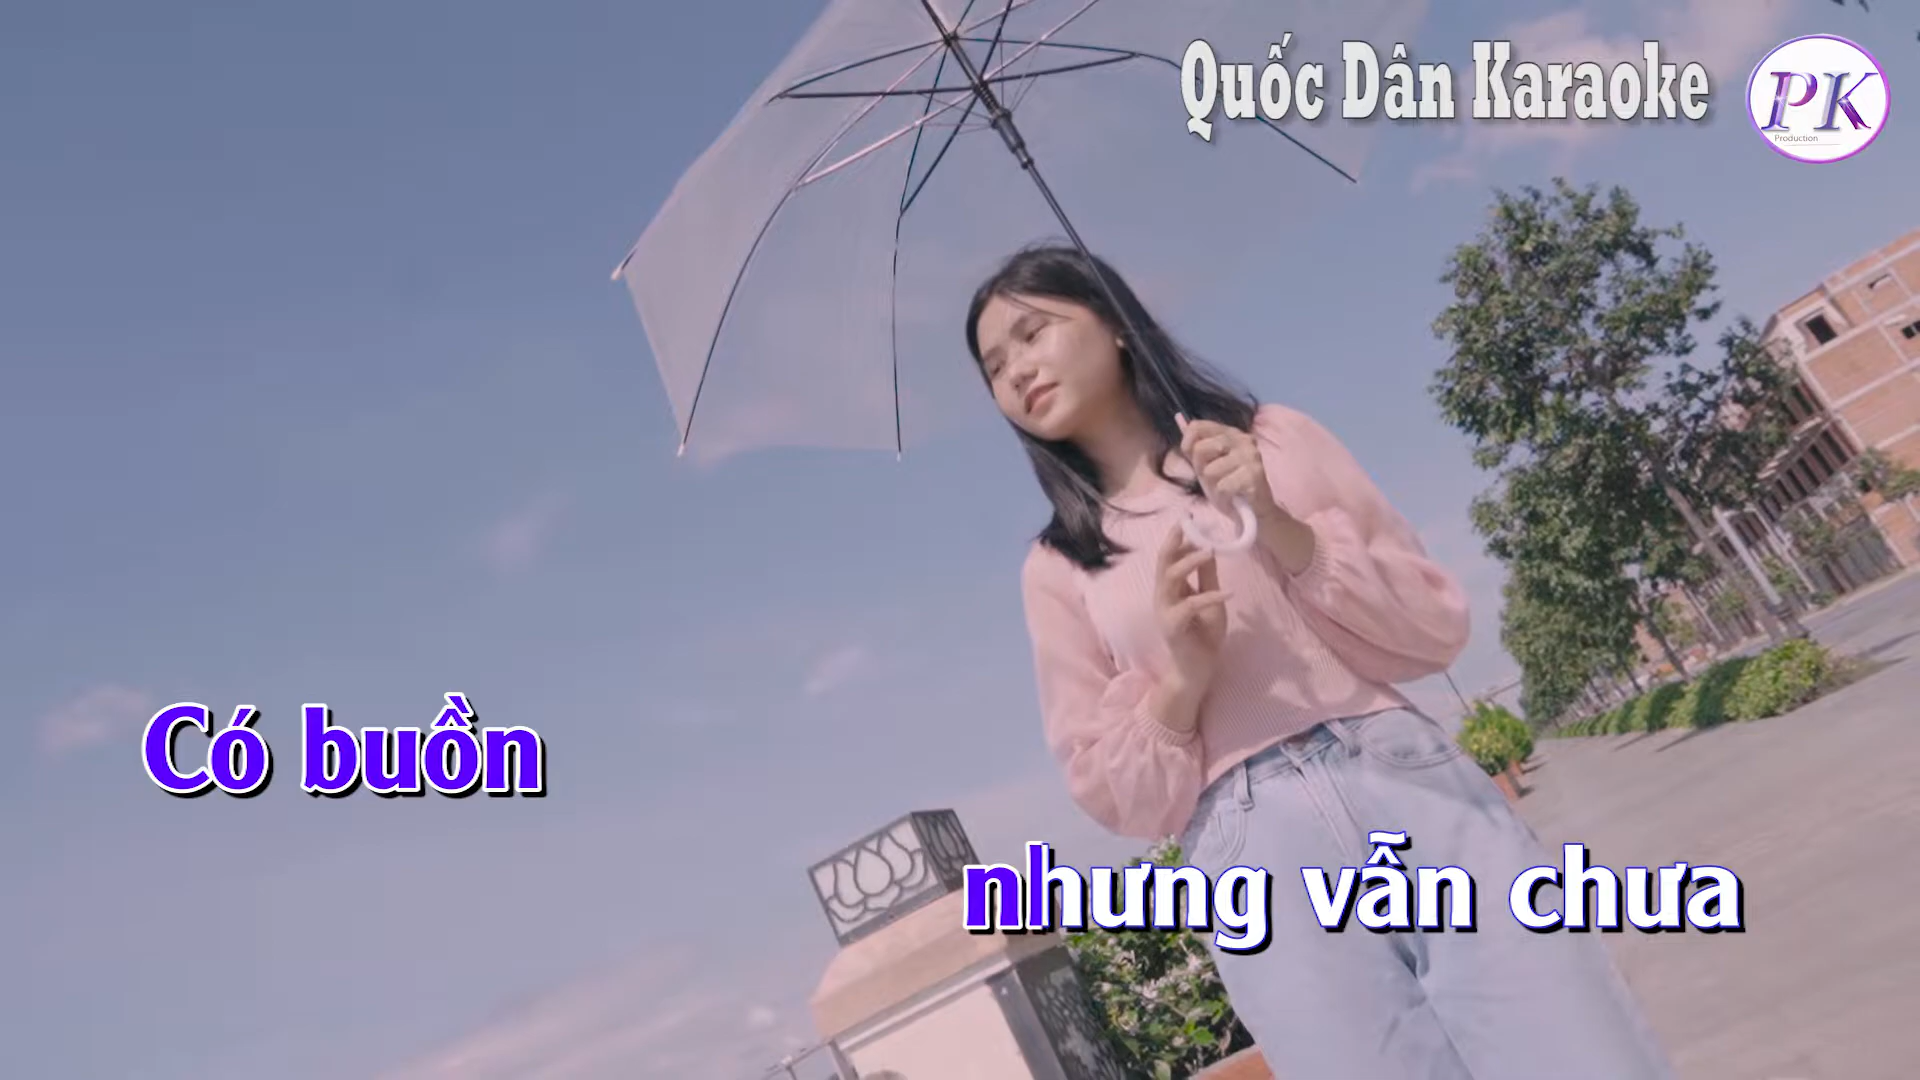 Quốc Dân Karaoke
PK
Production
Có buồn
nhưng vẫn chưa